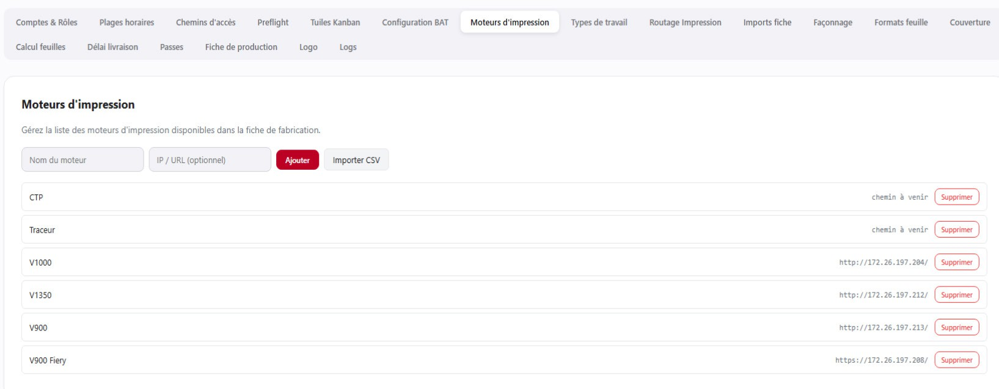 Comptes & Rôles Plages horaires Chemins d'accès Preflight Tuiles Kanban Configuration BAT Moteurs d'impression Types de travail Routage Impression Imports fiche Façonnage Formats feuille Couverture
Calcul feuilles Délai livraison Passes Fiche de production Logo Logs
Moteurs d'impression
Gérez la liste des moteurs d'impression disponibles dans la fiche de fabrication.
Nom du moteur IP / URL (optionnel) Ajouter Importer CSV
CTP chemin à venir Supprimer
Traceur chemin à venir Supprimer
V1000 http://172.26.197.204/ Supprimer
V1350 http://172.26.197.212/ Supprimer
V900 http://172.26.197.213/ Supprimer
V900 Fiery https://172.26.197.208/ Supprimer